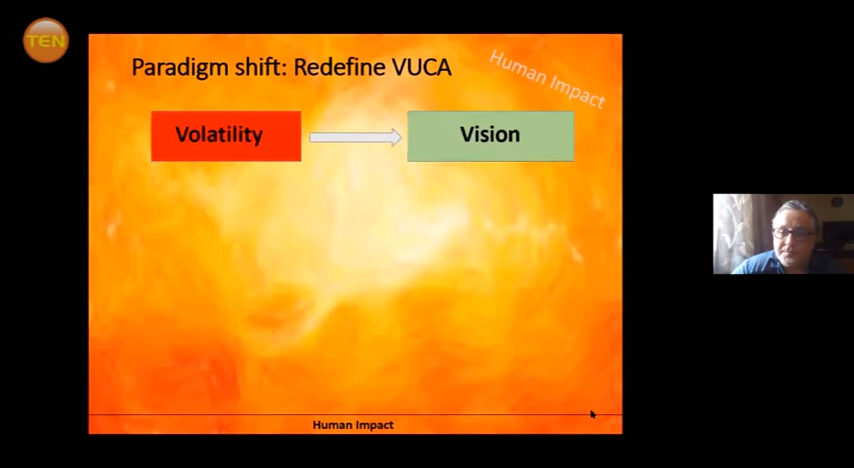 TEN
Paradigm shift: Redefine VUCA
Human Impact
Volatility
Vision
Human Impact